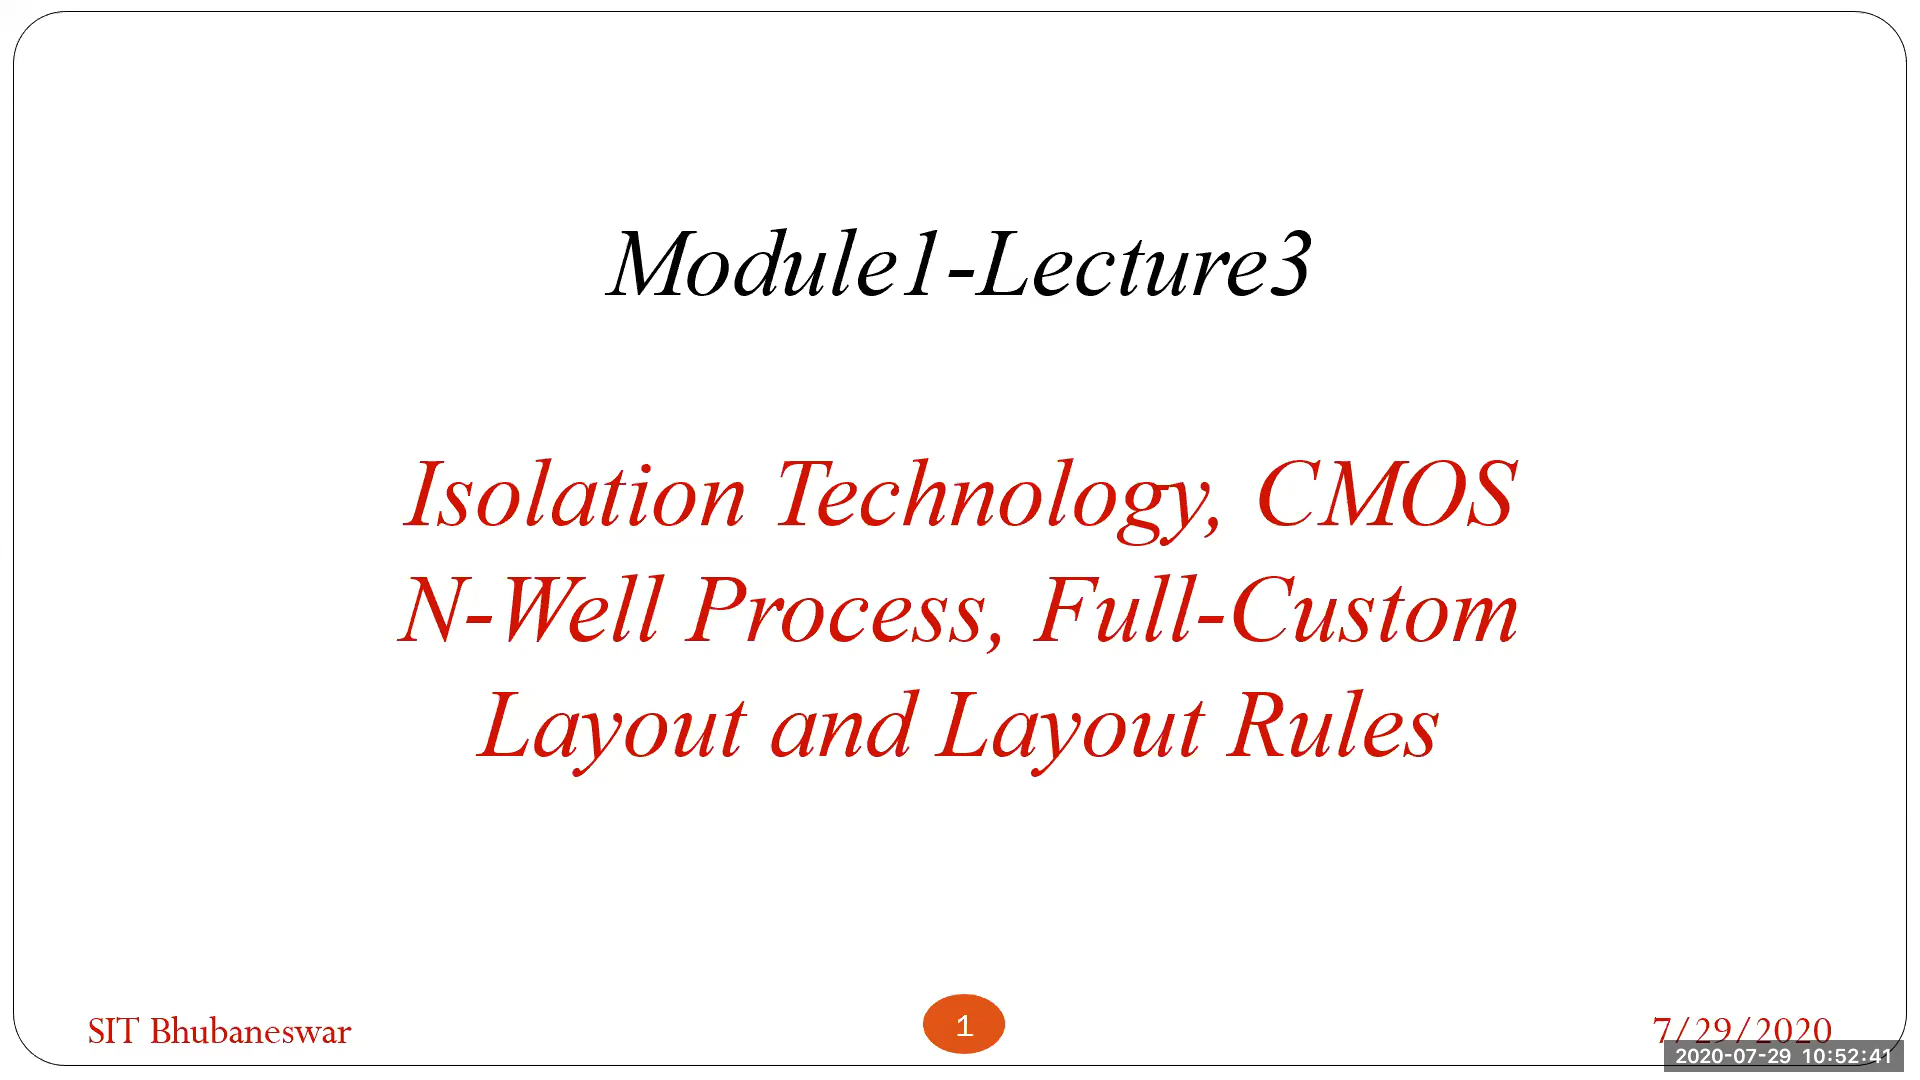 Module1-Lecture3
Isolation Technology, CMOS
N-Well Process, Full-Custom
Layout and Layout Rules
SIT Bhubaneswar
1
7/29/2020
2020-07-29 10:52:41